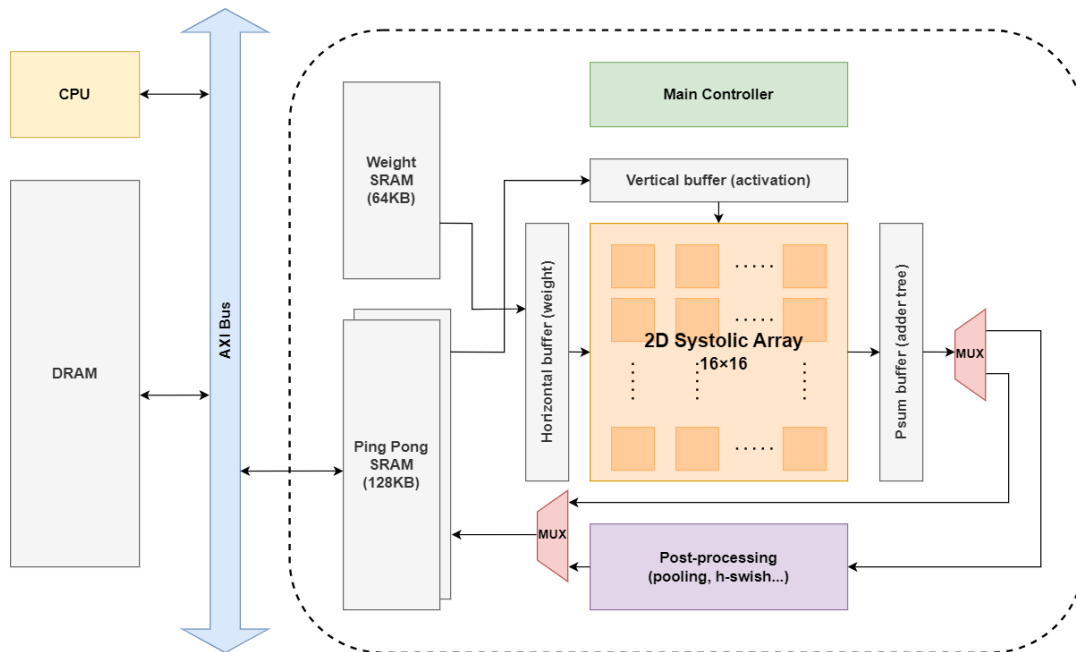 CPU
DRAM
AXI Bus
Weight
SRAM
(64KB)
Ping Pong
SRAM
(128KB)
Main Controller
Vertical buffer (activation)
Horizontal buffer (weight)
2D Systolic Array
16×16
Psum buffer (adder tree)
MUX
MUX
Post-processing
(pooling, h-swish...)